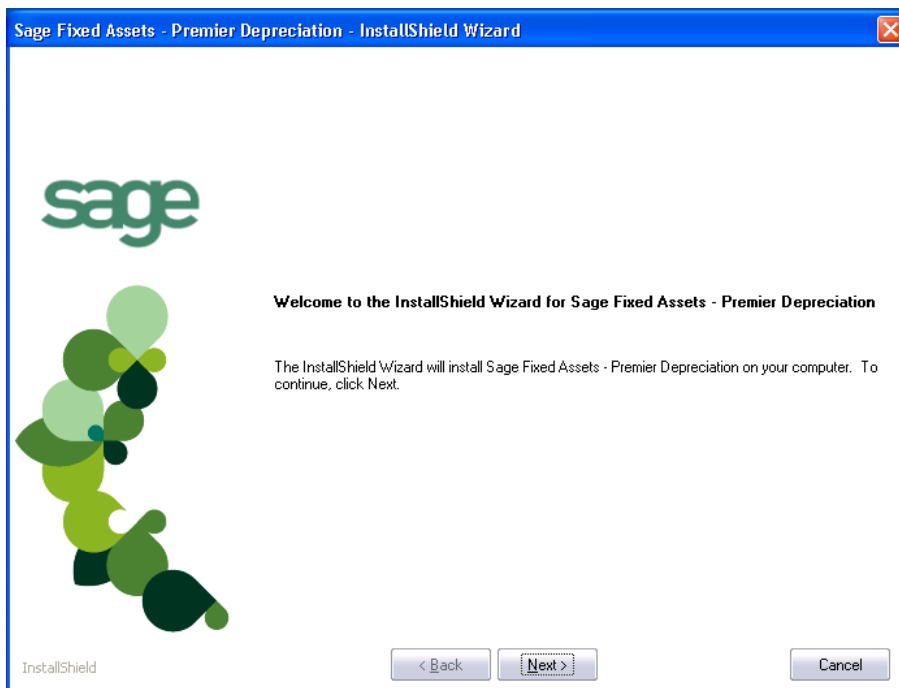 Sage Fixed Assets - Premier Depreciation - InstallShield Wizard
sage
Welcome to the InstallShield Wizard for Sage Fixed Assets - Premier Depreciation
The InstallShield Wizard will install Sage Fixed Assets - Premier Depreciation on your computer. To
continue, click Next.
InstallShield
< Back
Next >
Cancel